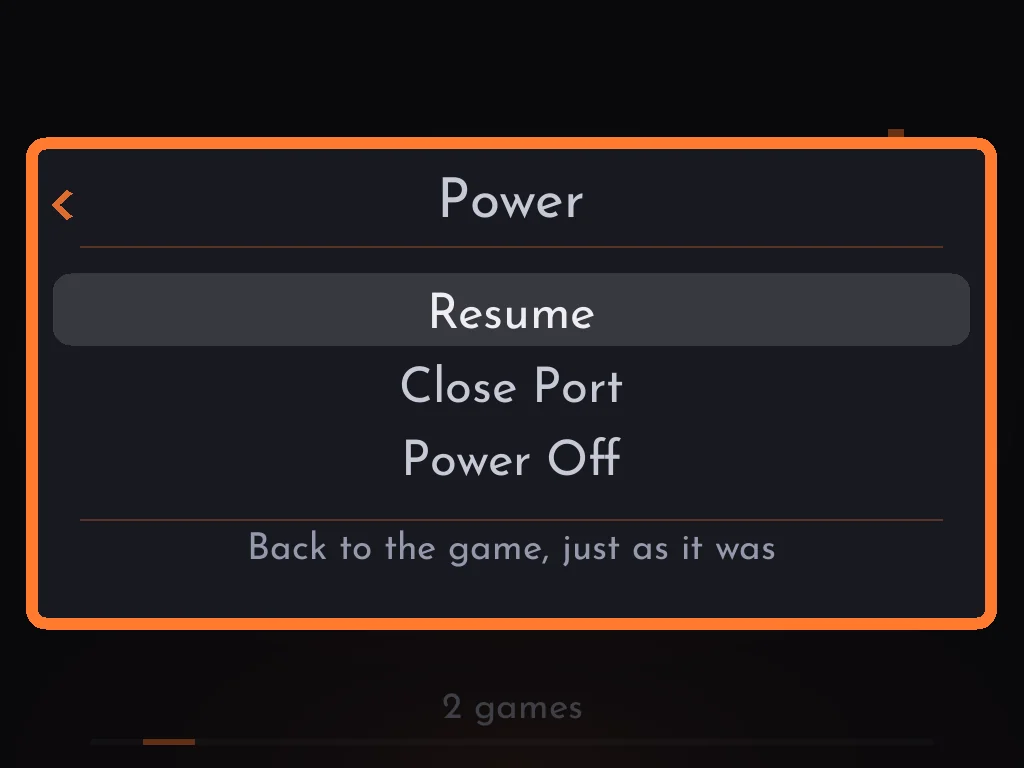 Power
Resume
Close Port
Power Off
Back to the game, just as it was
2 games